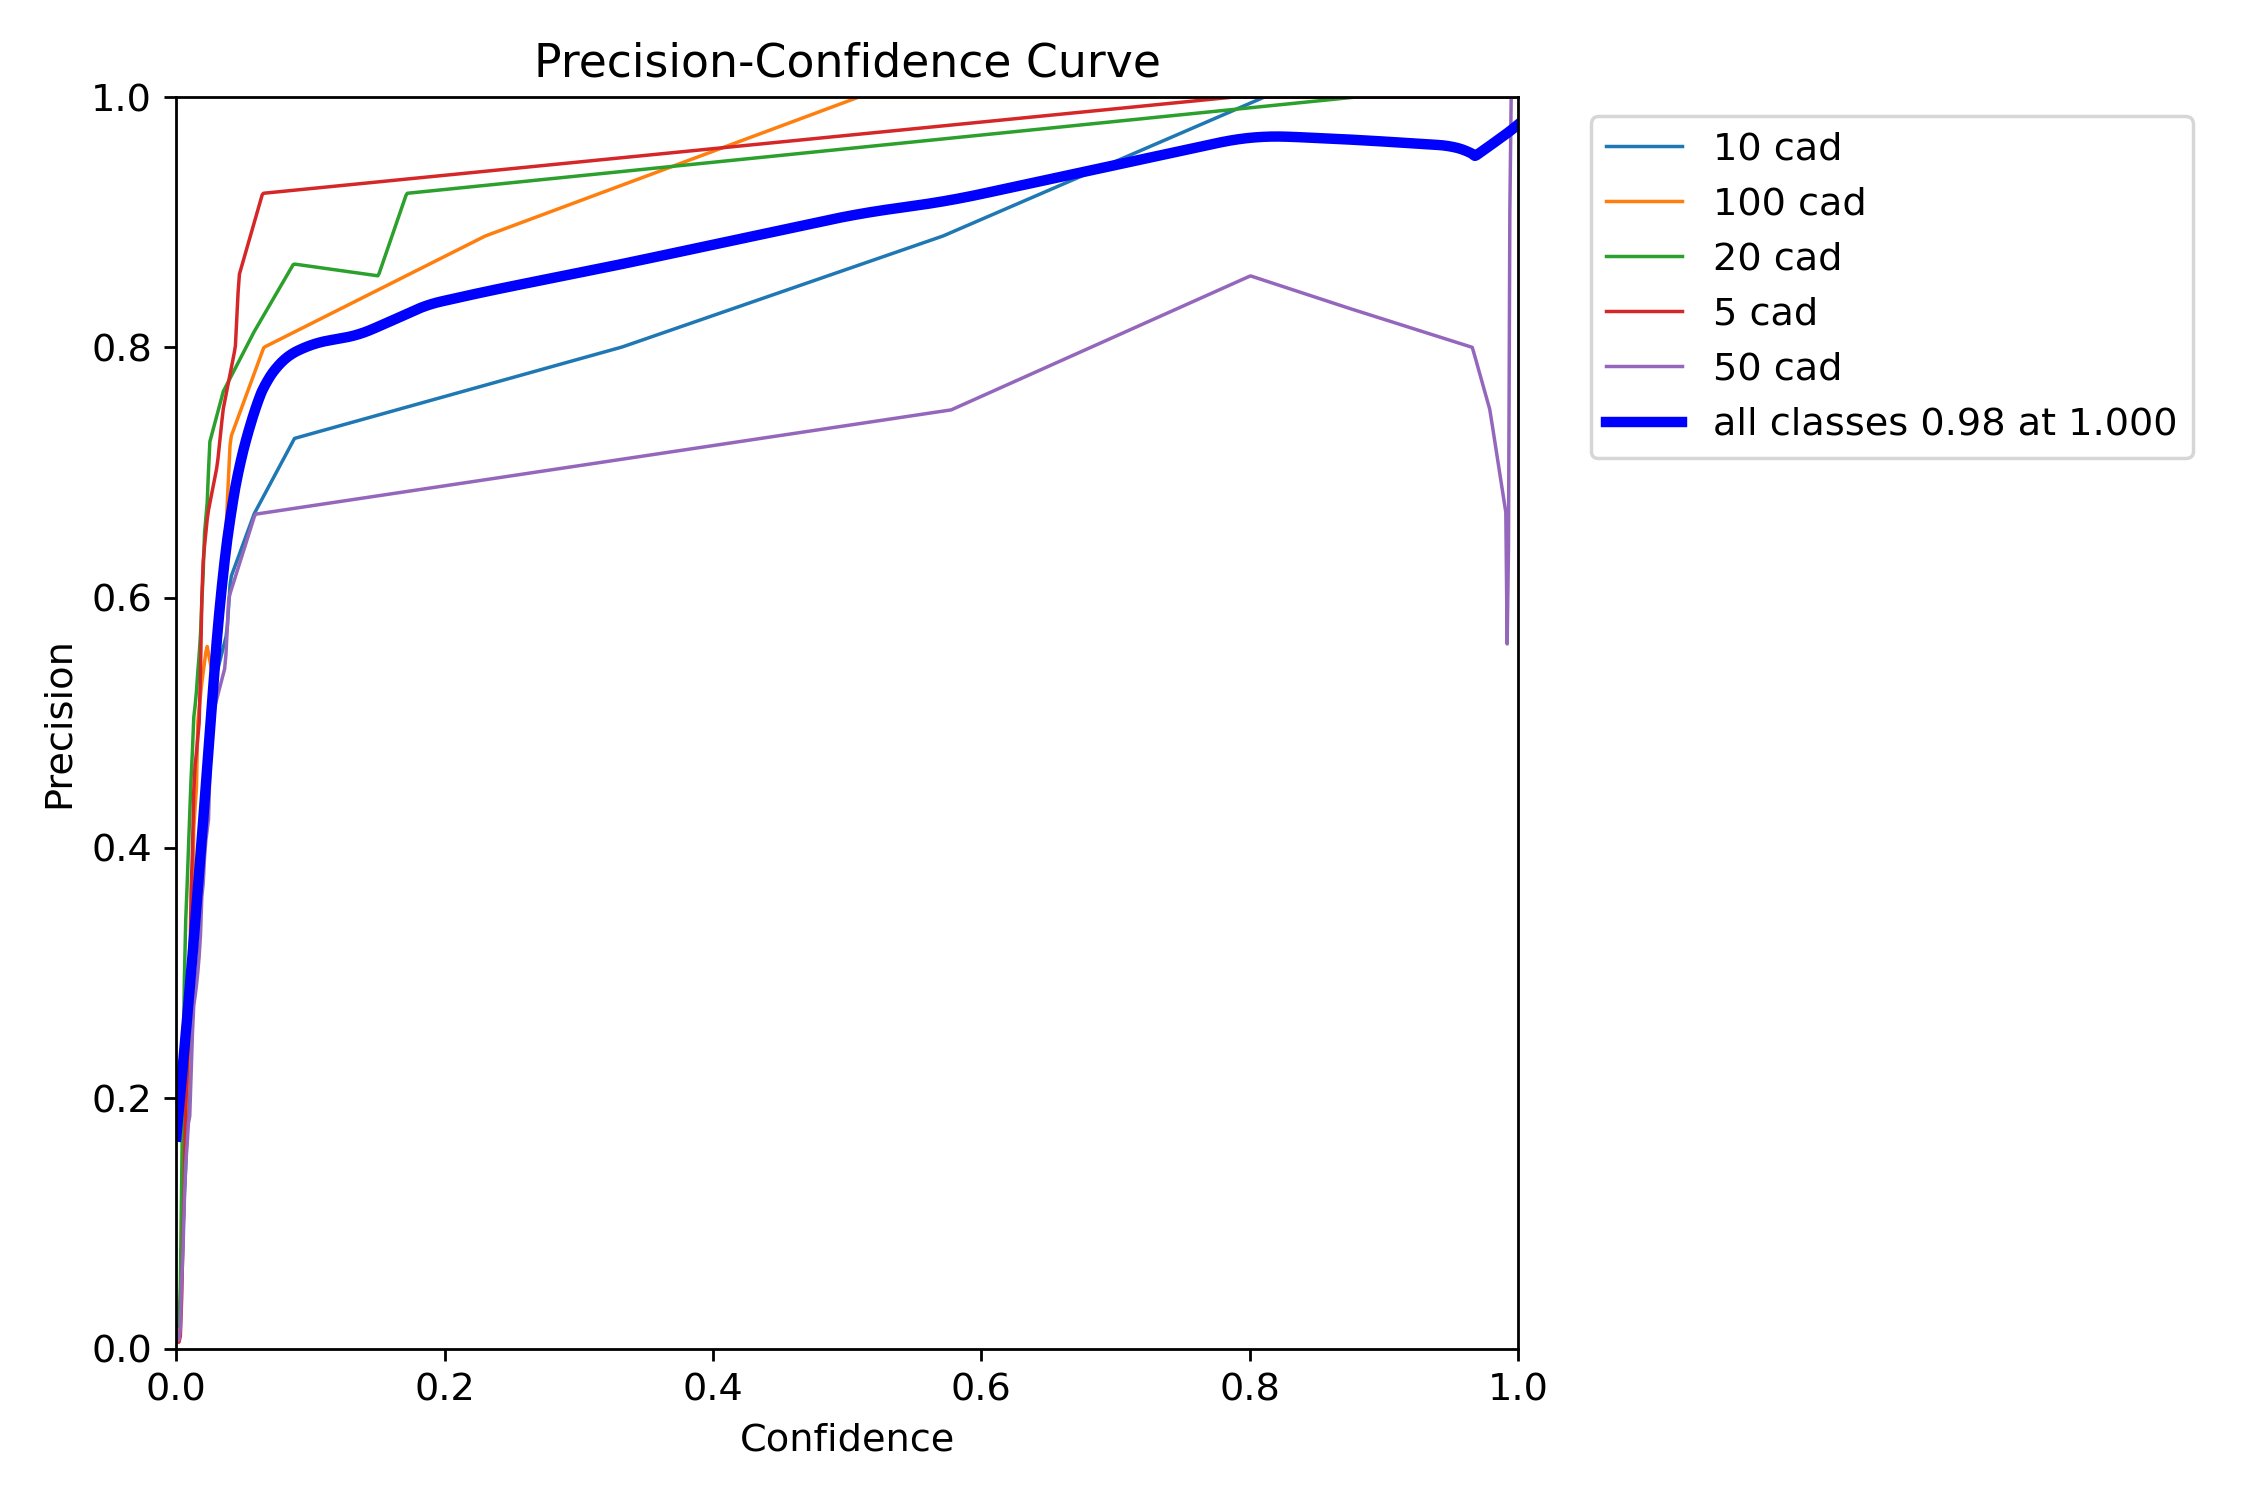 Precision-Confidence Curve
1.0
0.8
0.6
0.4
0.2
0.0
Precision
0.0 0.2 0.4 0.6 0.8 1.0
Confidence
10 cad
100 cad
20 cad
5 cad
50 cad
all classes 0.98 at 1.000